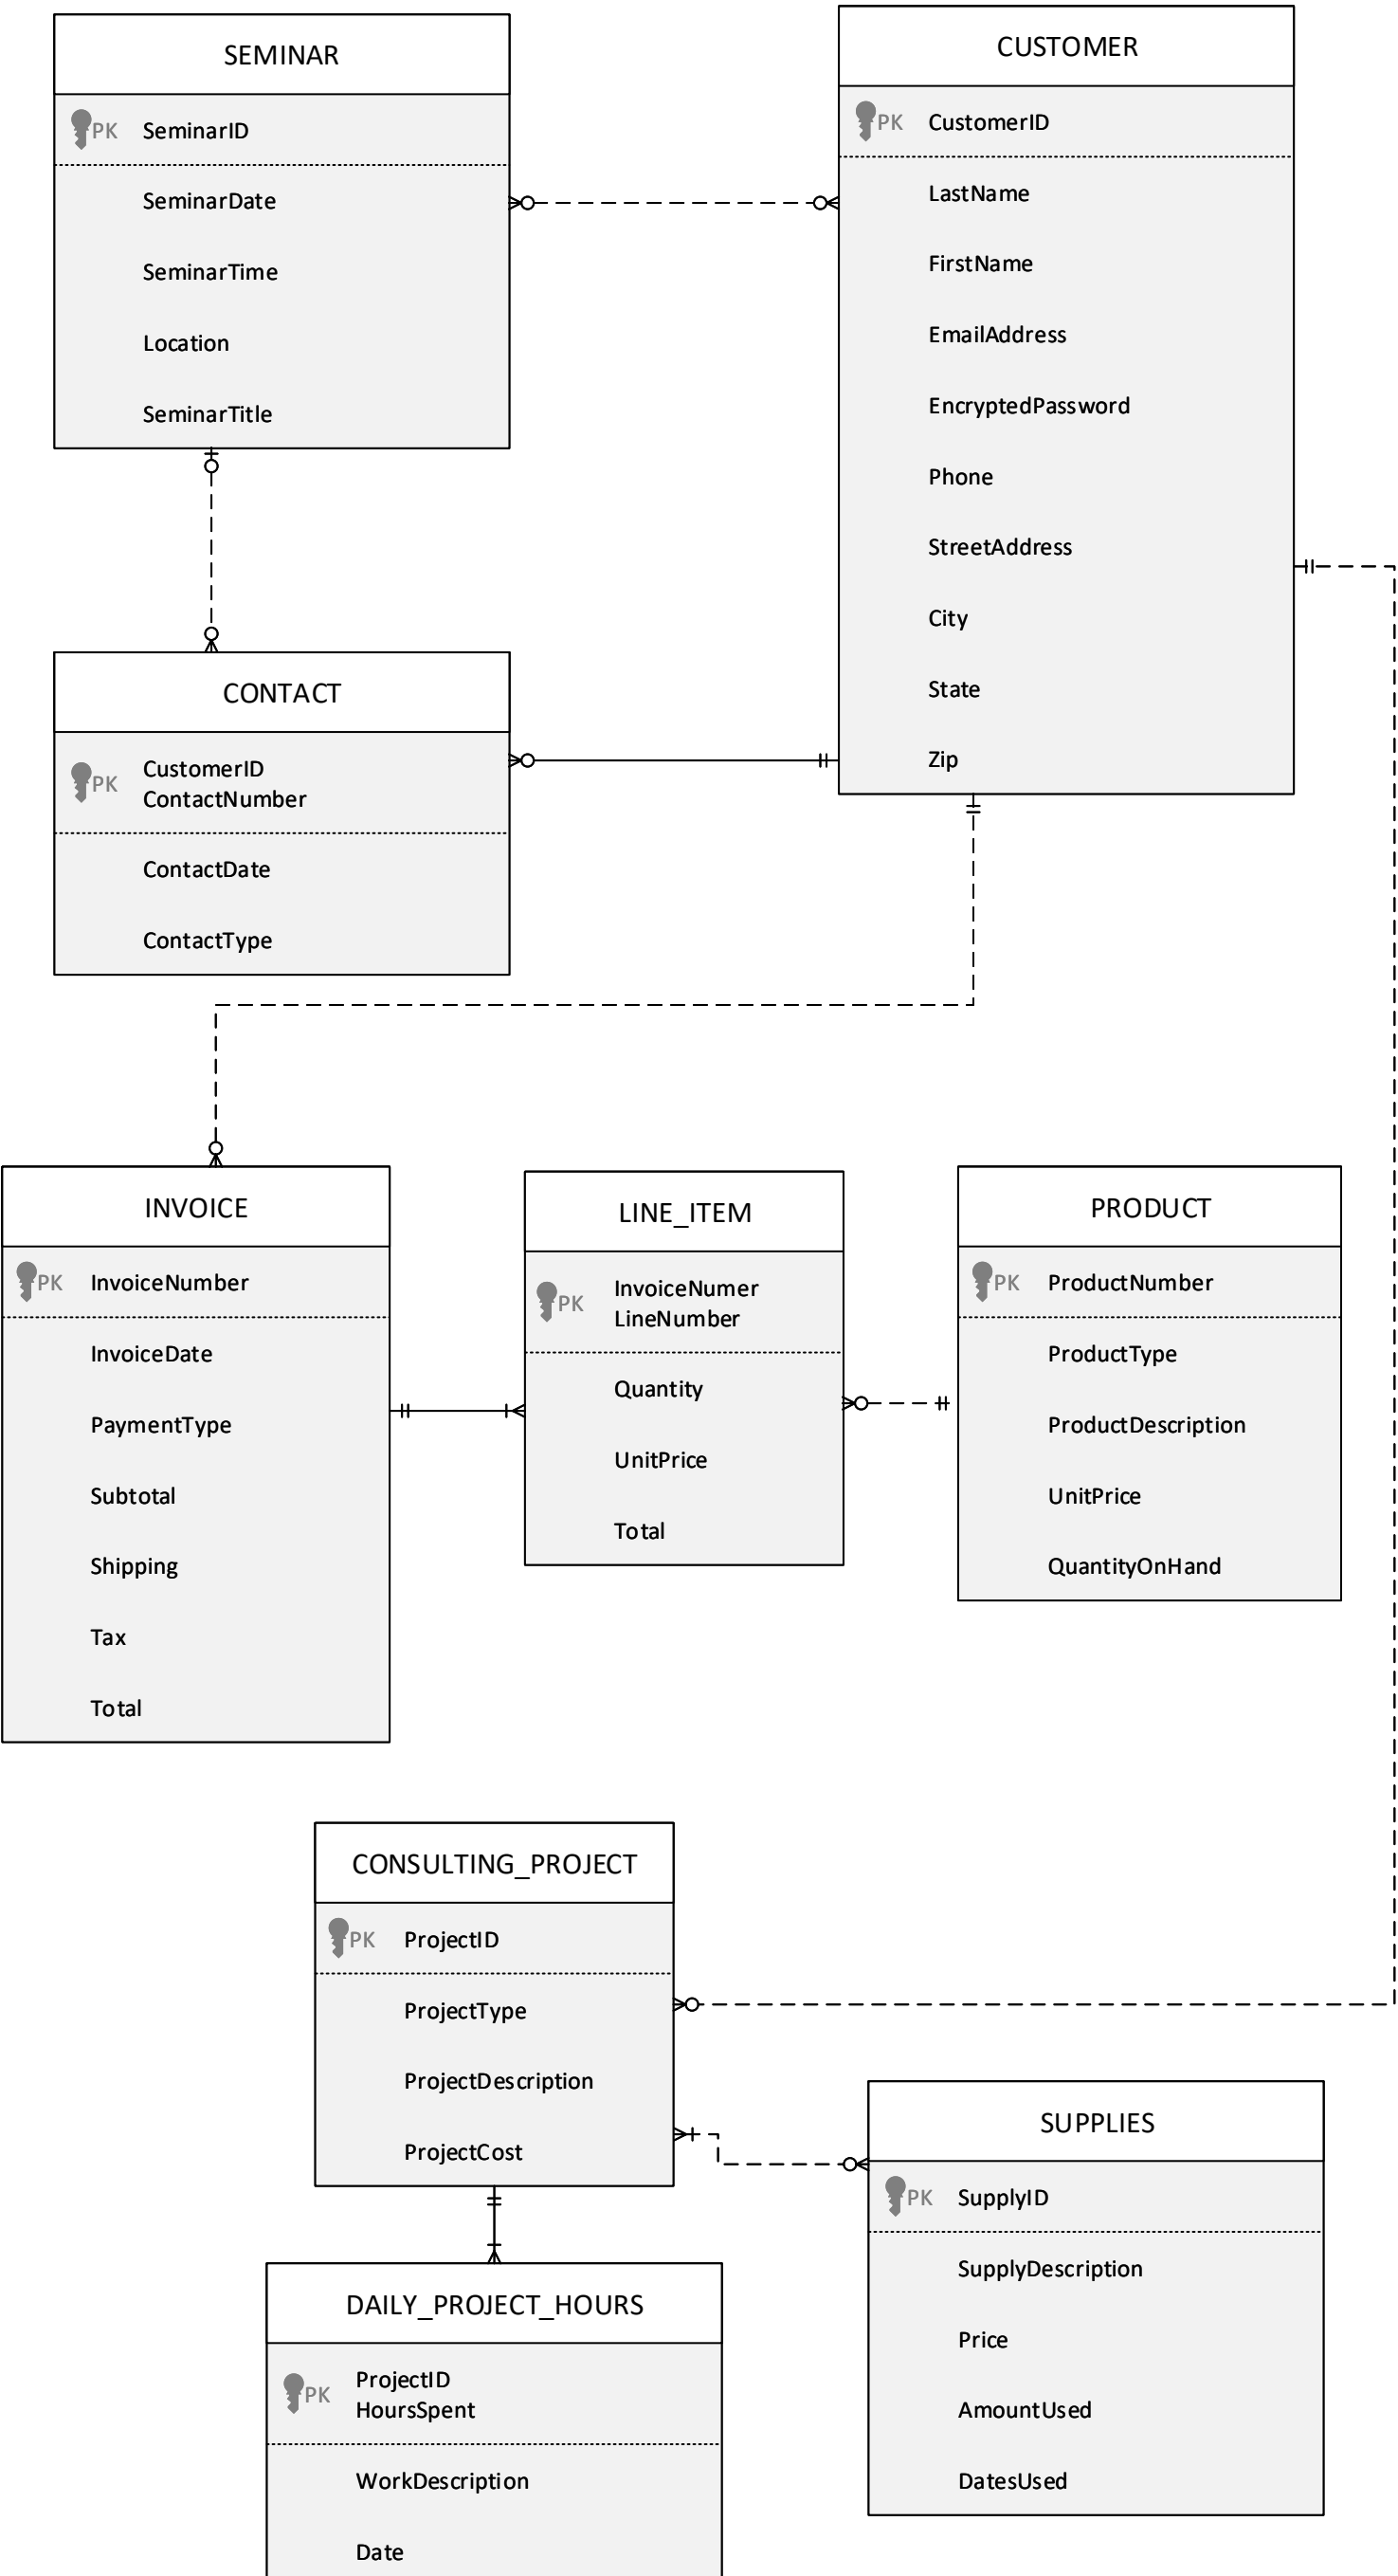 SEMINAR
PK SeminarID
SeminarDate
SeminarTime
Location
SeminarTitle
CUSTOMER
PK CustomerID
LastName
FirstName
EmailAddress
EncryptedPassword
Phone
StreetAddress
City
State
Zip
CONTACT
PK CustomerID
ContactNumber
ContactDate
ContactType
INVOICE
PK InvoiceNumber
InvoiceDate
PaymentType
Subtotal
Shipping
Tax
Total
LINE_ITEM
PK InvoiceNumer
LineNumber
Quantity
UnitPrice
Total
PRODUCT
PK ProductNumber
ProductType
ProductDescription
UnitPrice
QuantityOnHand
CONSULTING_PROJECT
PK ProjectID
ProjectType
ProjectDescription
ProjectCost
SUPPLIES
PK SupplyID
SupplyDescription
Price
AmountUsed
DatesUsed
DAILY_PROJECT_HOURS
PK ProjectID
HoursSpent
WorkDescription
Date